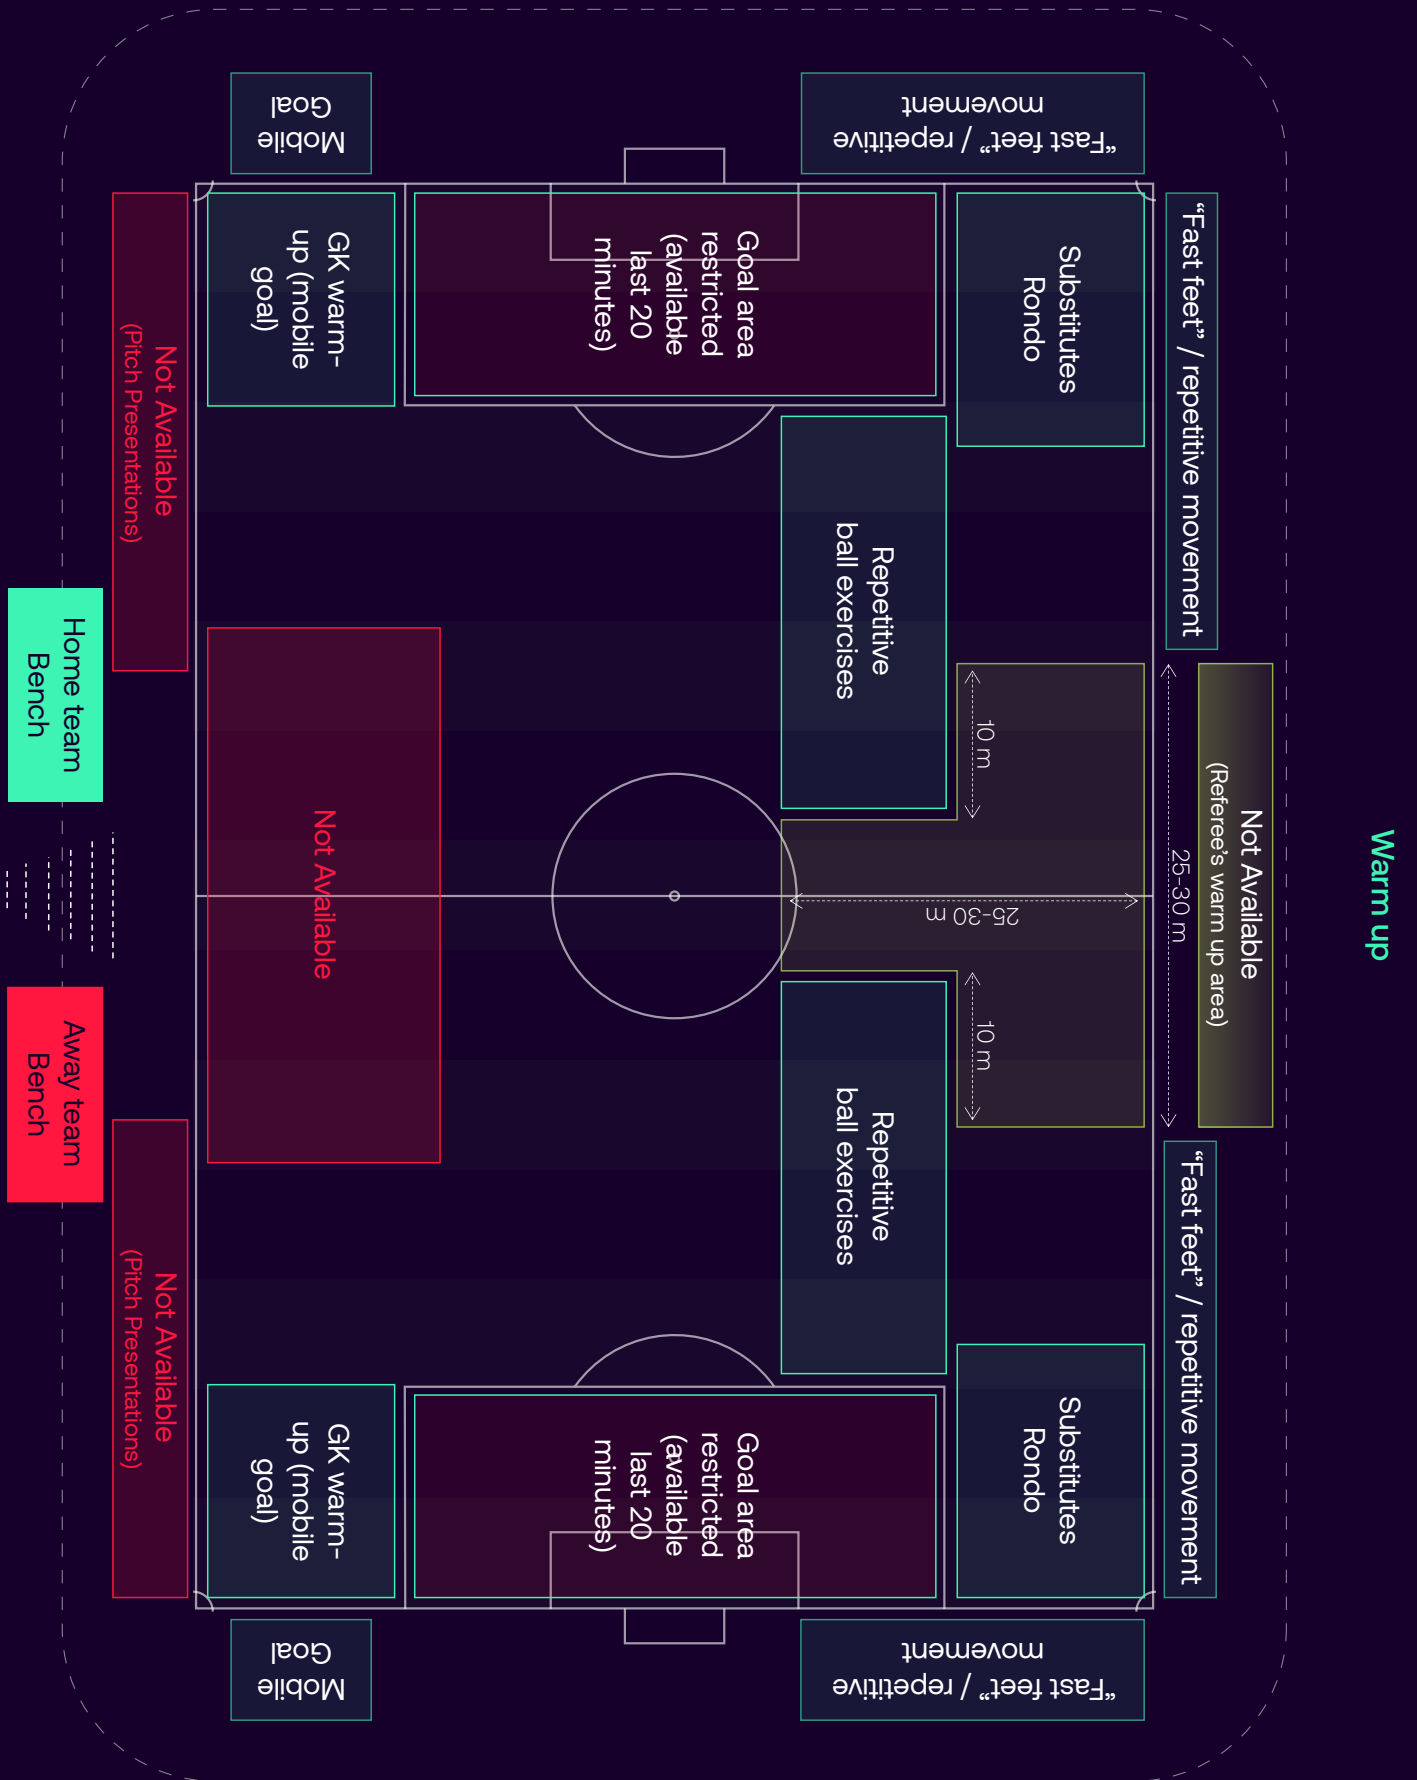 Warm up
Not Available
(Referee’s warm up area)
“Fast feet” / repetitive movement
25-30 m
“Fast feet” / repetitive movement
“Fast feet” / repetitive
movement
Substitutes
Rondo
10 m
25-30 m
10 m
Substitutes
Rondo
“Fast feet” / repetitive
movement
Repetitive
ball exercises
Repetitive
ball exercises
Goal area
restricted
(available
last 20
minutes)
Goal area
restricted
(available
last 20
minutes)
Mobile
Goal
GK warm-
up (mobile
goal)
Not Available
GK warm-
up (mobile
goal)
Mobile
Goal
Not Available
(Pitch Presentations)
Not Available
(Pitch Presentations)
Home team
Bench
Away team
Bench